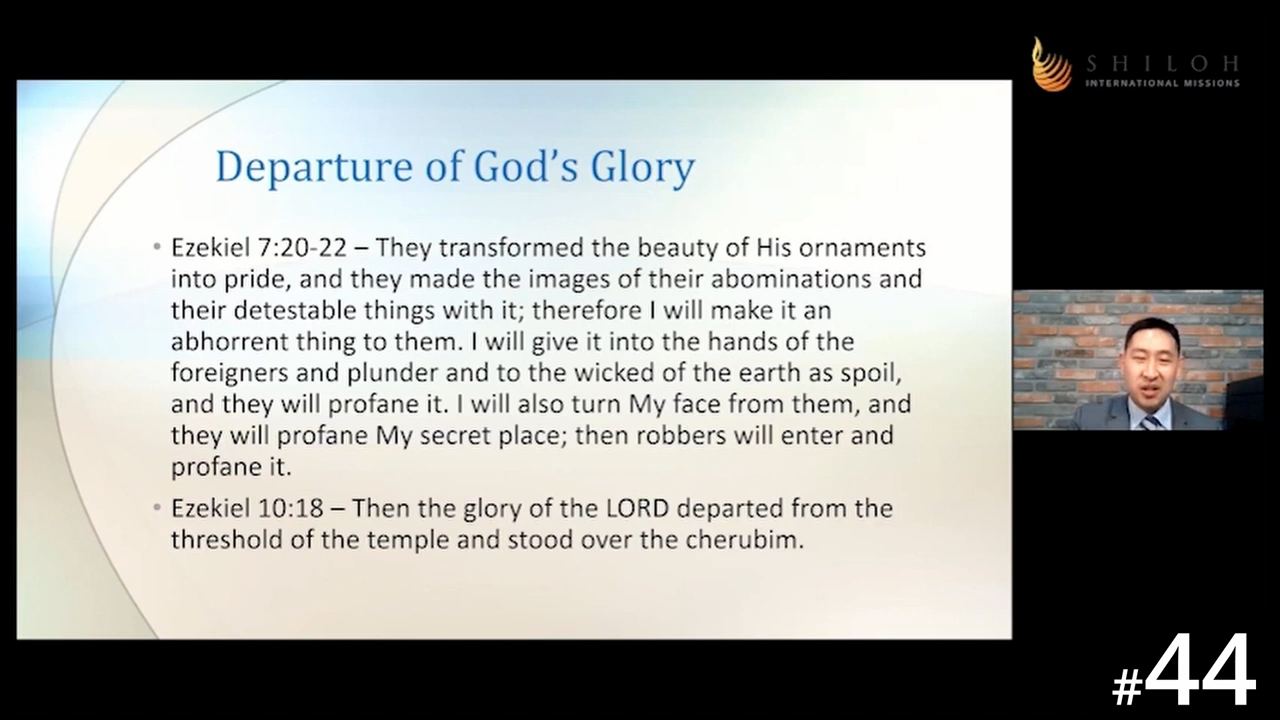 SHILOH
INTERNATIONAL MISSIONS
Departure of God’s Glory
• Ezekiel 7:20-22 – They transformed the beauty of His ornaments
into pride, and they made the images of their abominations and
their detestable things with it; therefore I will make it an
abhorrent thing to them. I will give it into the hands of the
foreigners and plunder and to the wicked of the earth as spoil,
and they will profane it. I will also turn My face from them, and
they will profane My secret place; then robbers will enter and
profane it.
• Ezekiel 10:18 – Then the glory of the LORD departed from the
threshold of the temple and stood over the cherubim.
#44